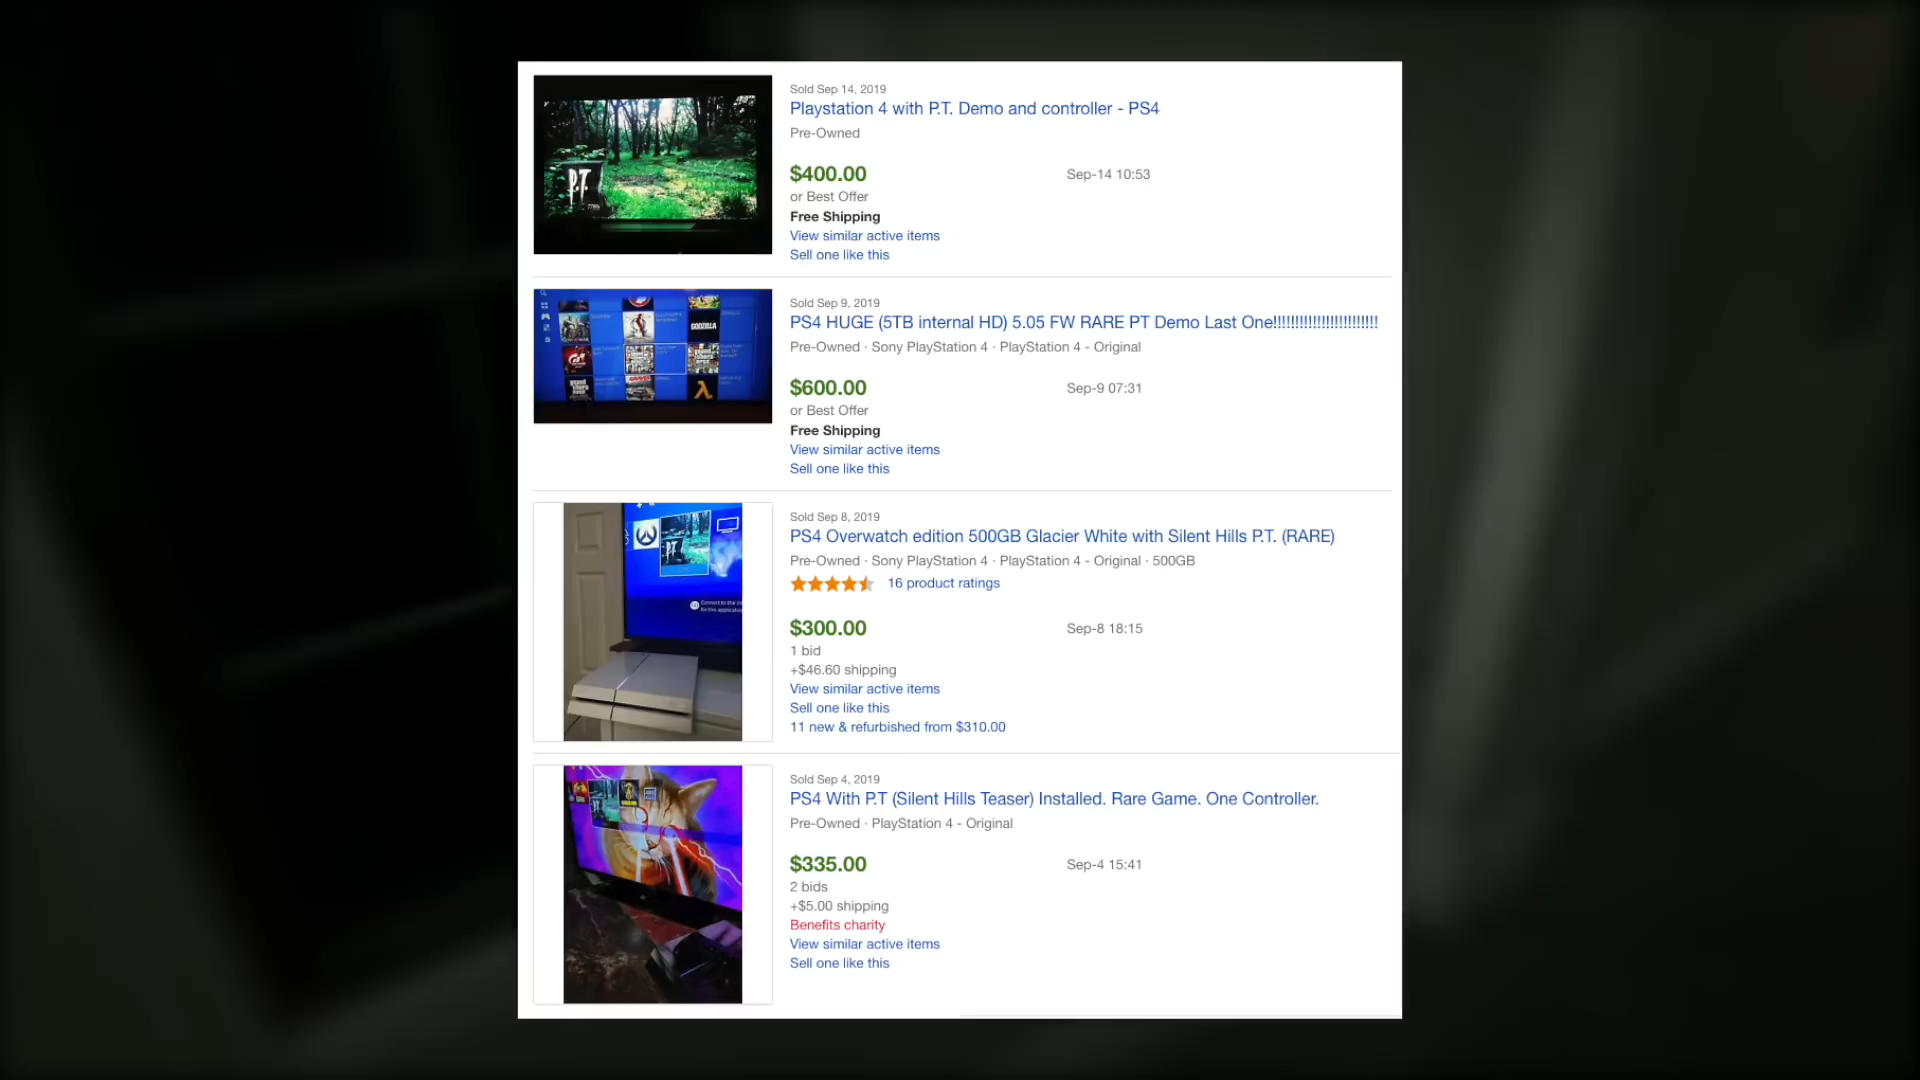 Sold Sep 14, 2019
Playstation 4 with P.T. Demo and controller - PS4
Pre-Owned
$400.00
Sep-14 10:53
or Best Offer
Free Shipping
View similar active items
Sell one like this
P.T.
Sold Sep 9, 2019
PS4 HUGE (5TB internal HD) 5.05 FW RARE PT Demo Last One!!!!!!!!!!!!!!!!!!!!!!!!
Pre-Owned · Sony PlayStation 4 · PlayStation 4 - Original
$600.00
Sep-9 07:31
or Best Offer
Free Shipping
View similar active items
Sell one like this
GODZILLA
Sold Sep 8, 2019
PS4 Overwatch edition 500GB Glacier White with Silent Hills P.T. (RARE)
Pre-Owned · Sony PlayStation 4 · PlayStation 4 - Original · 500GB
16 product ratings
$300.00
Sep-8 18:15
1 bid
+$46.60 shipping
View similar active items
Sell one like this
11 new & refurbished from $310.00
P.T.
Sold Sep 4, 2019
PS4 With P.T (Silent Hills Teaser) Installed. Rare Game. One Controller.
Pre-Owned · PlayStation 4 - Original
$335.00
Sep-4 15:41
2 bids
+$5.00 shipping
Benefits charity
View similar active items
Sell one like this